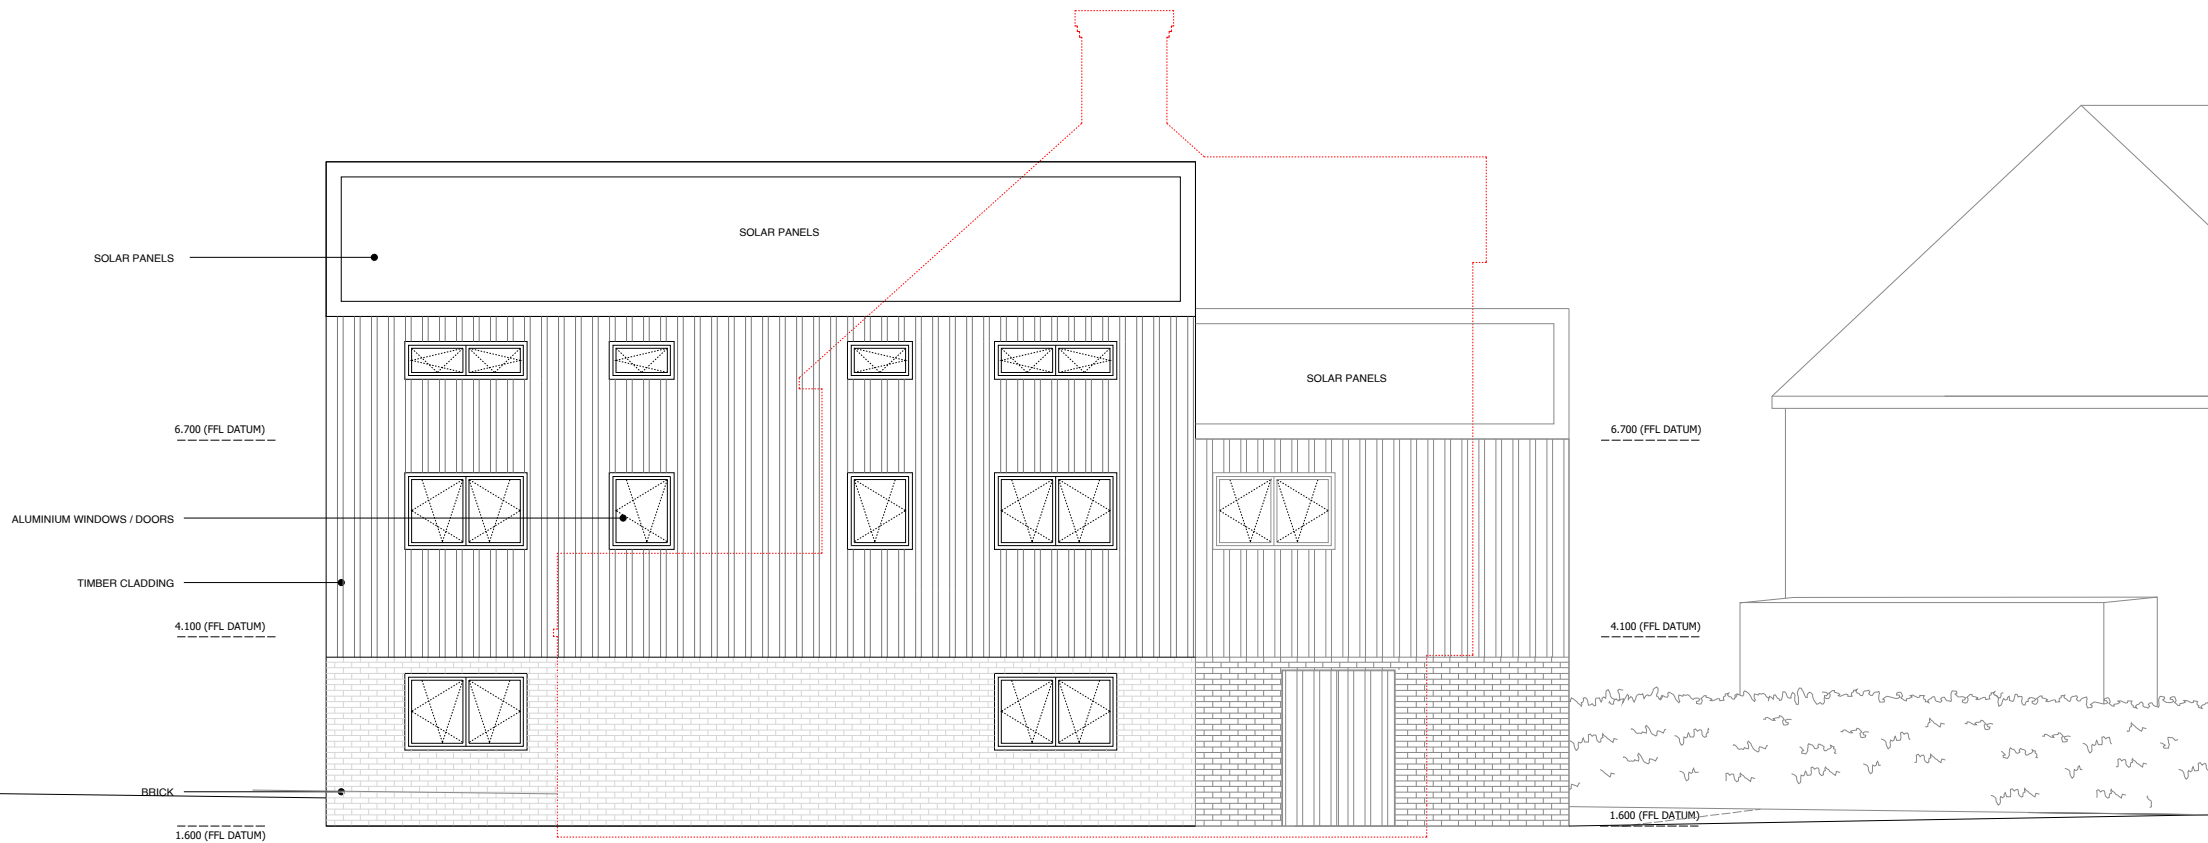 SOLAR PANELS
SOLAR PANELS
SOLAR PANELS
6.700 (FFL DATUM)
6.700 (FFL DATUM)
ALUMINIUM WINDOWS / DOORS
TIMBER CLADDING
4.100 (FFL DATUM)
4.100 (FFL DATUM)
BRICK
1.600 (FFL DATUM)
1.600 (FFL DATUM)